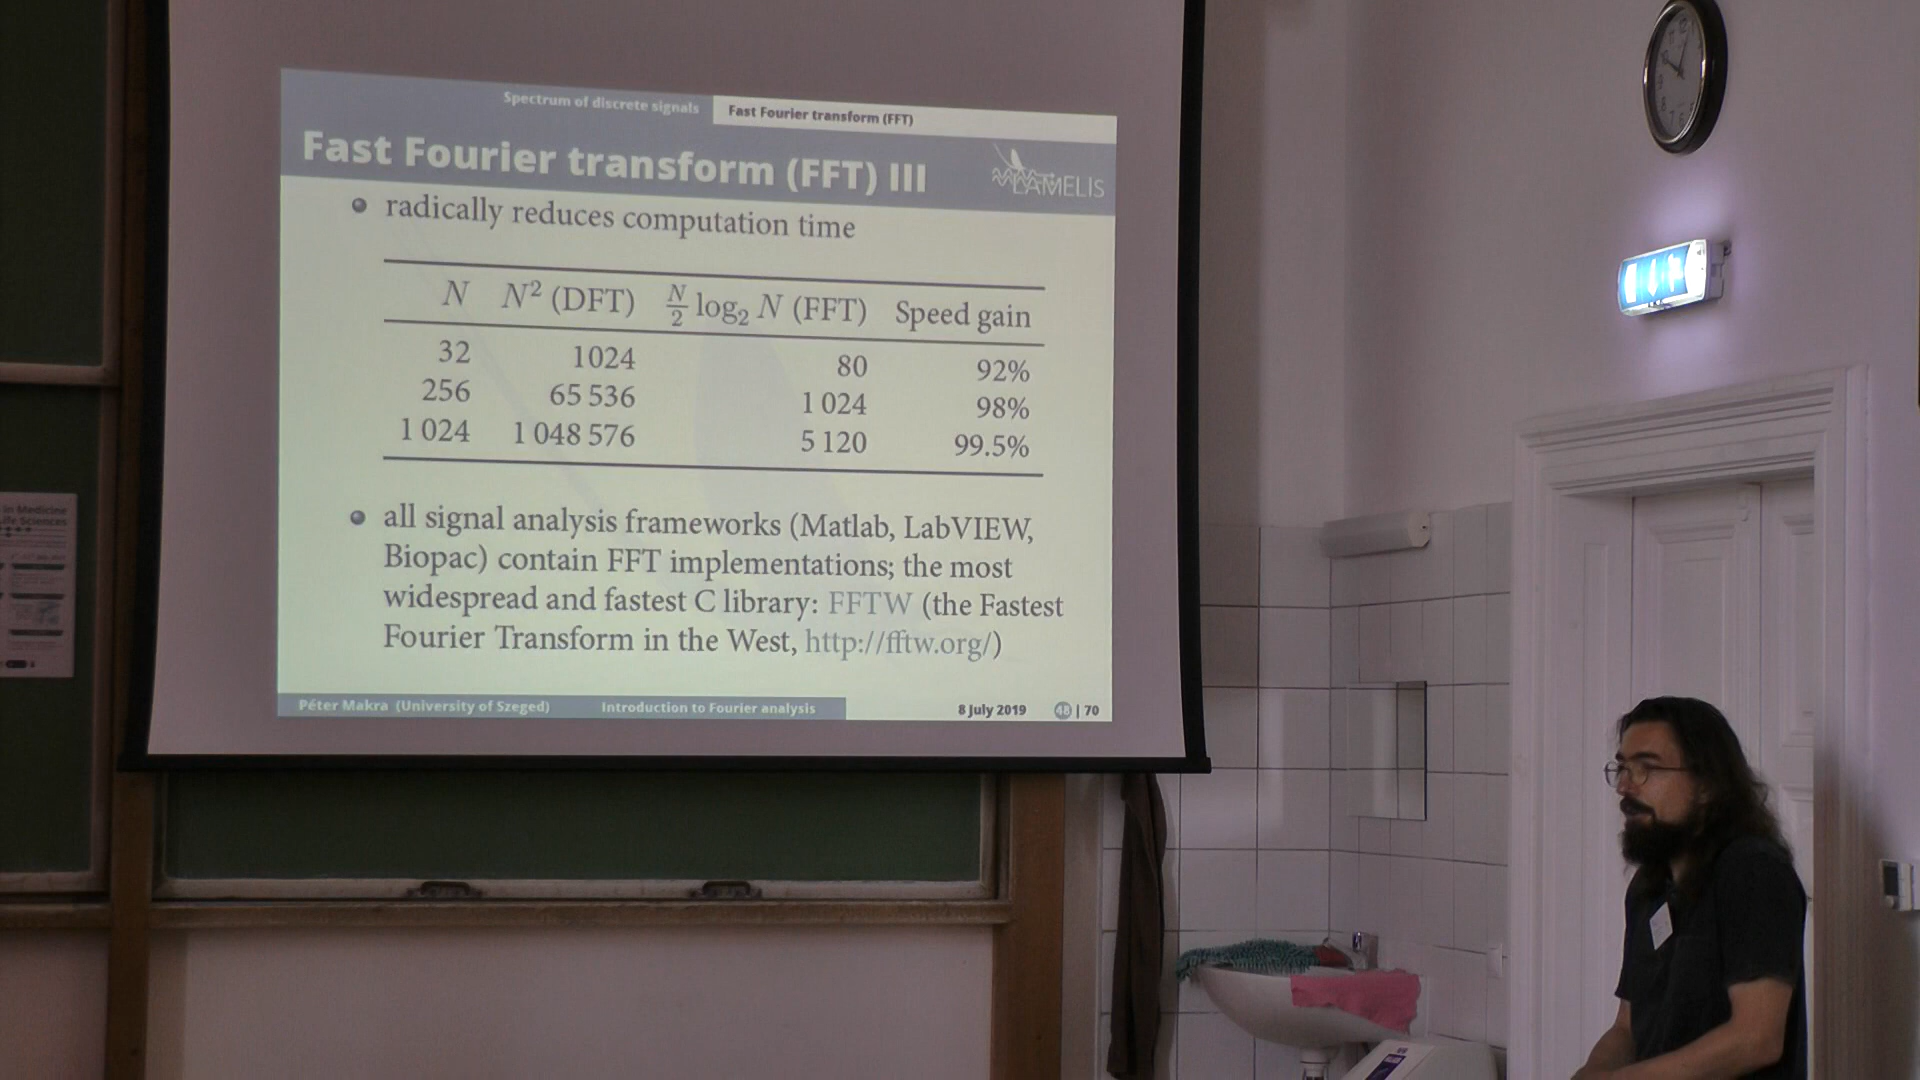 Spectrum of discrete signals Fast Fourier transform (FFT)
Fast Fourier transform (FFT) III
LAMELIS
radically reduces computation time
N N² (DFT) N/2 log₂ N (FFT) Speed gain
32 1024 80 92%
256 65 536 1 024 98%
1 024 1 048 576 5 120 99.5%
all signal analysis frameworks (Matlab, LabVIEW,
Biopac) contain FFT implementations; the most
widespread and fastest C library: FFTW (the Fastest
Fourier Transform in the West, http://fftw.org/)
Péter Makra (University of Szeged) Introduction to Fourier analysis 8 July 2019 48 | 70
in Medicine
Life Sciences